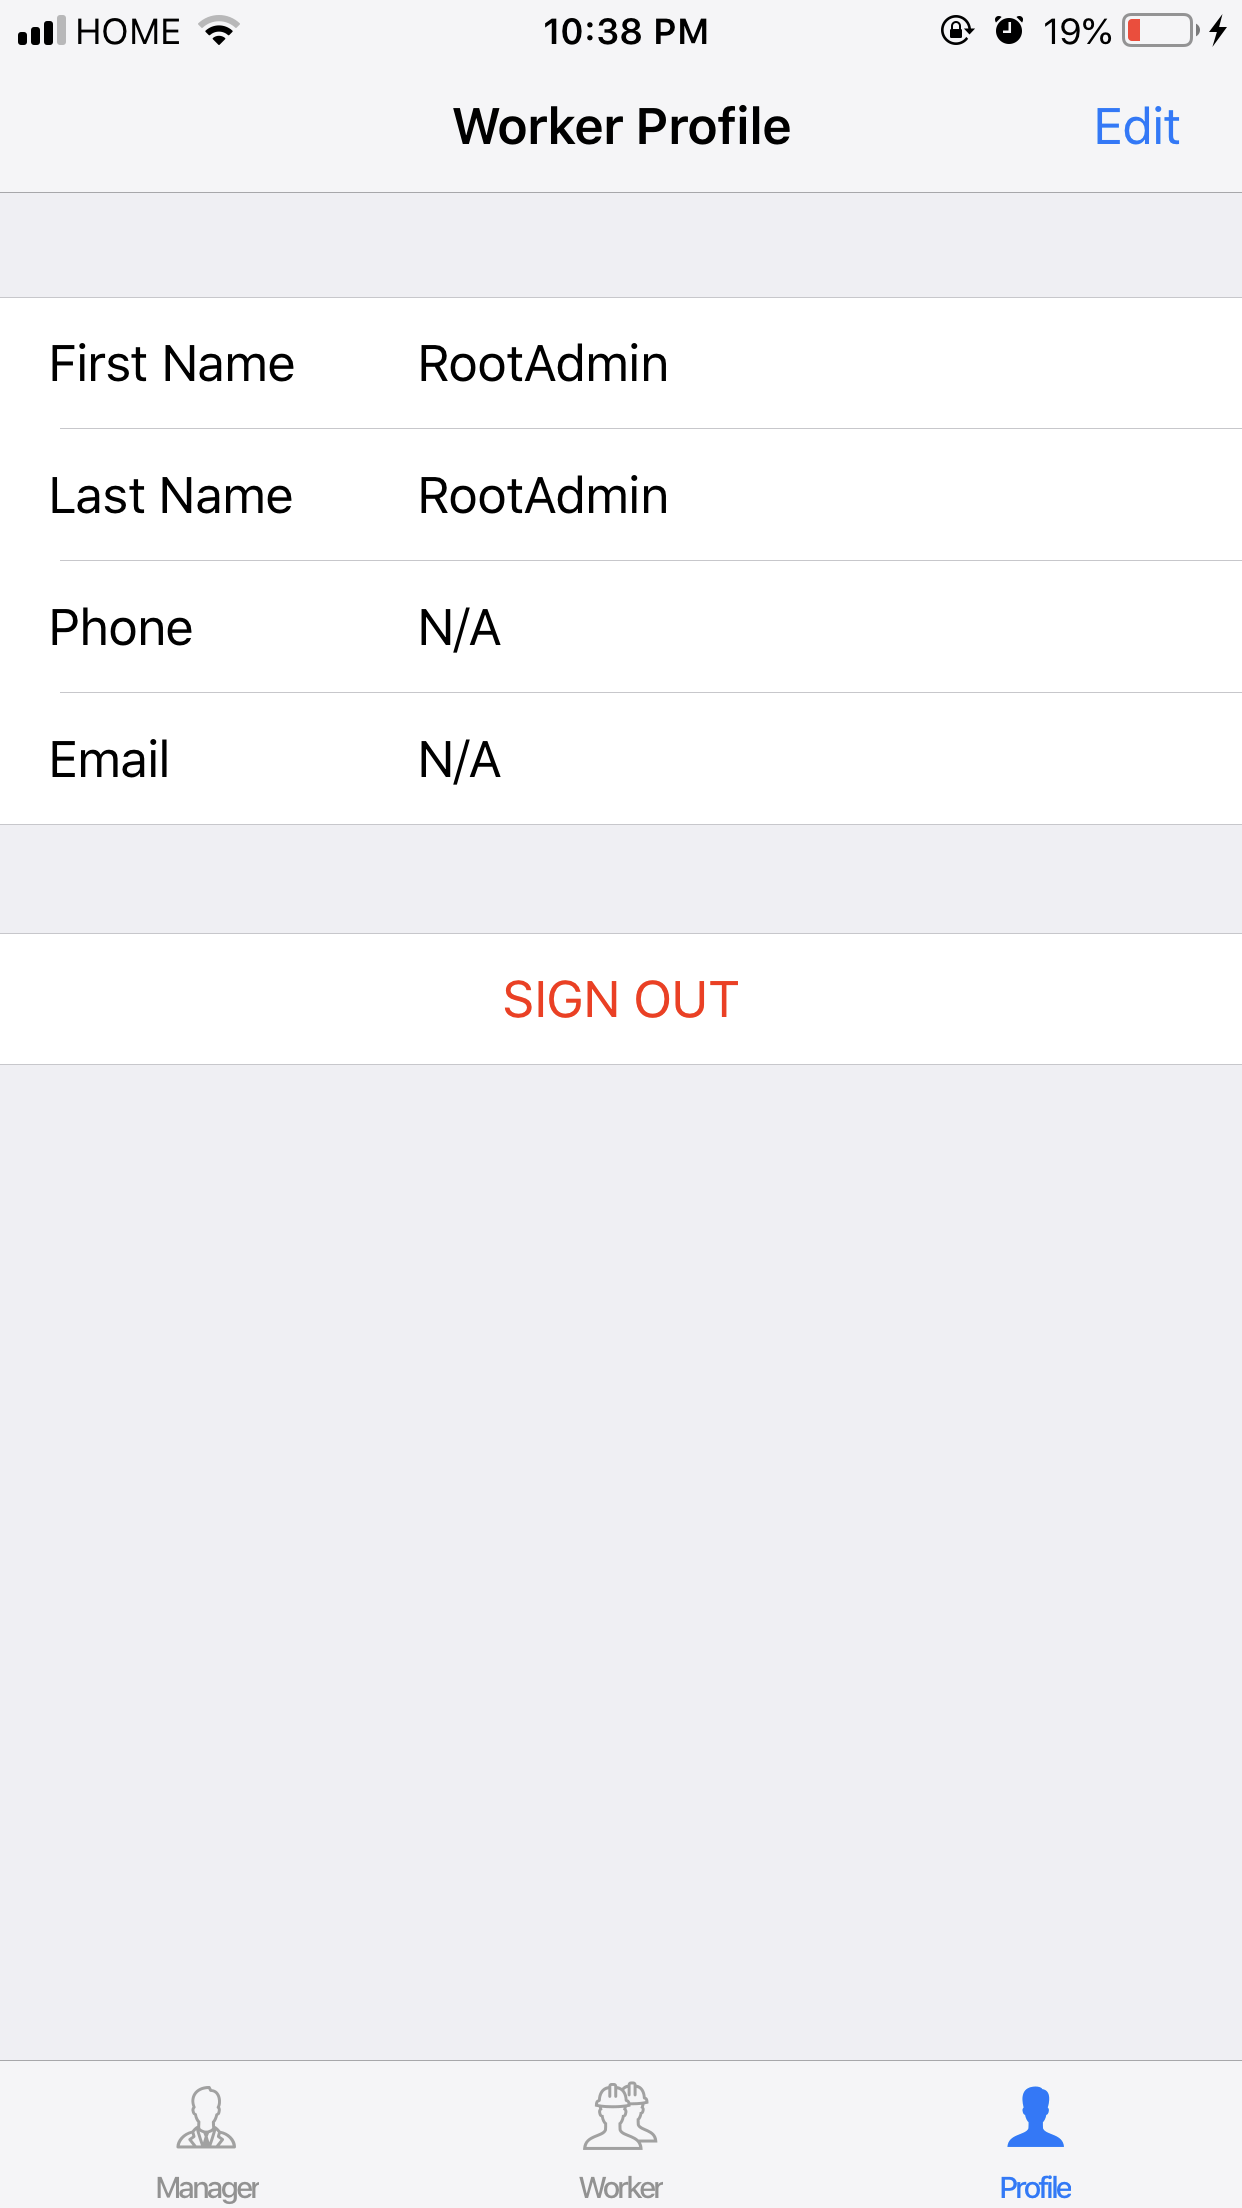 HOME 10:38 PM 19%
Worker Profile Edit
First Name RootAdmin
Last Name RootAdmin
Phone N/A
Email N/A
SIGN OUT
Manager Worker Profile